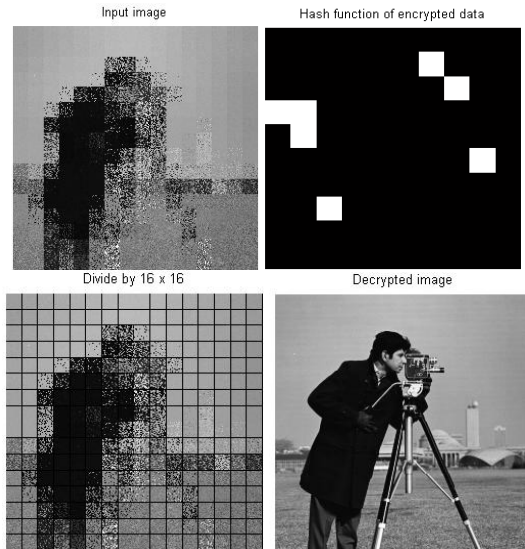 Input image
Hash function of encrypted data
Divide by 16 x 16
Decrypted image